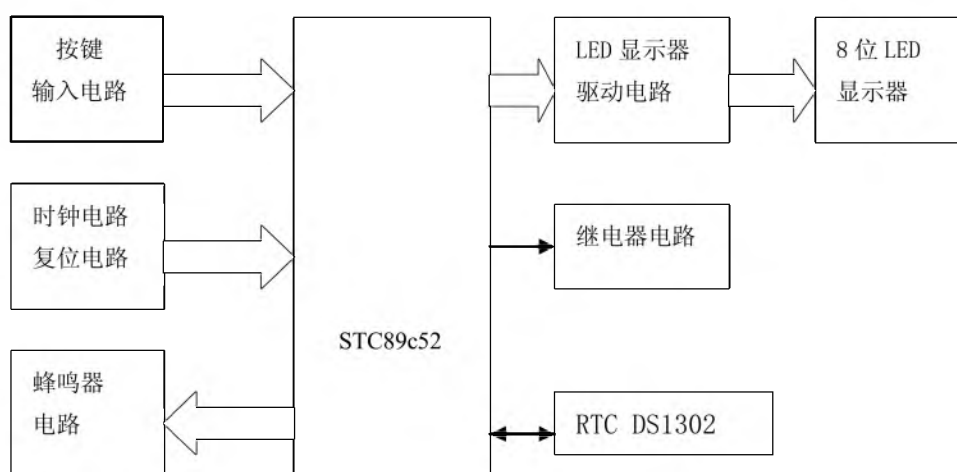 按键
输入电路
LED 显示器
驱动电路
8 位 LED
显示器
时钟电路
复位电路
继电器电路
STC89c52
蜂鸣器
电路
RTC DS1302